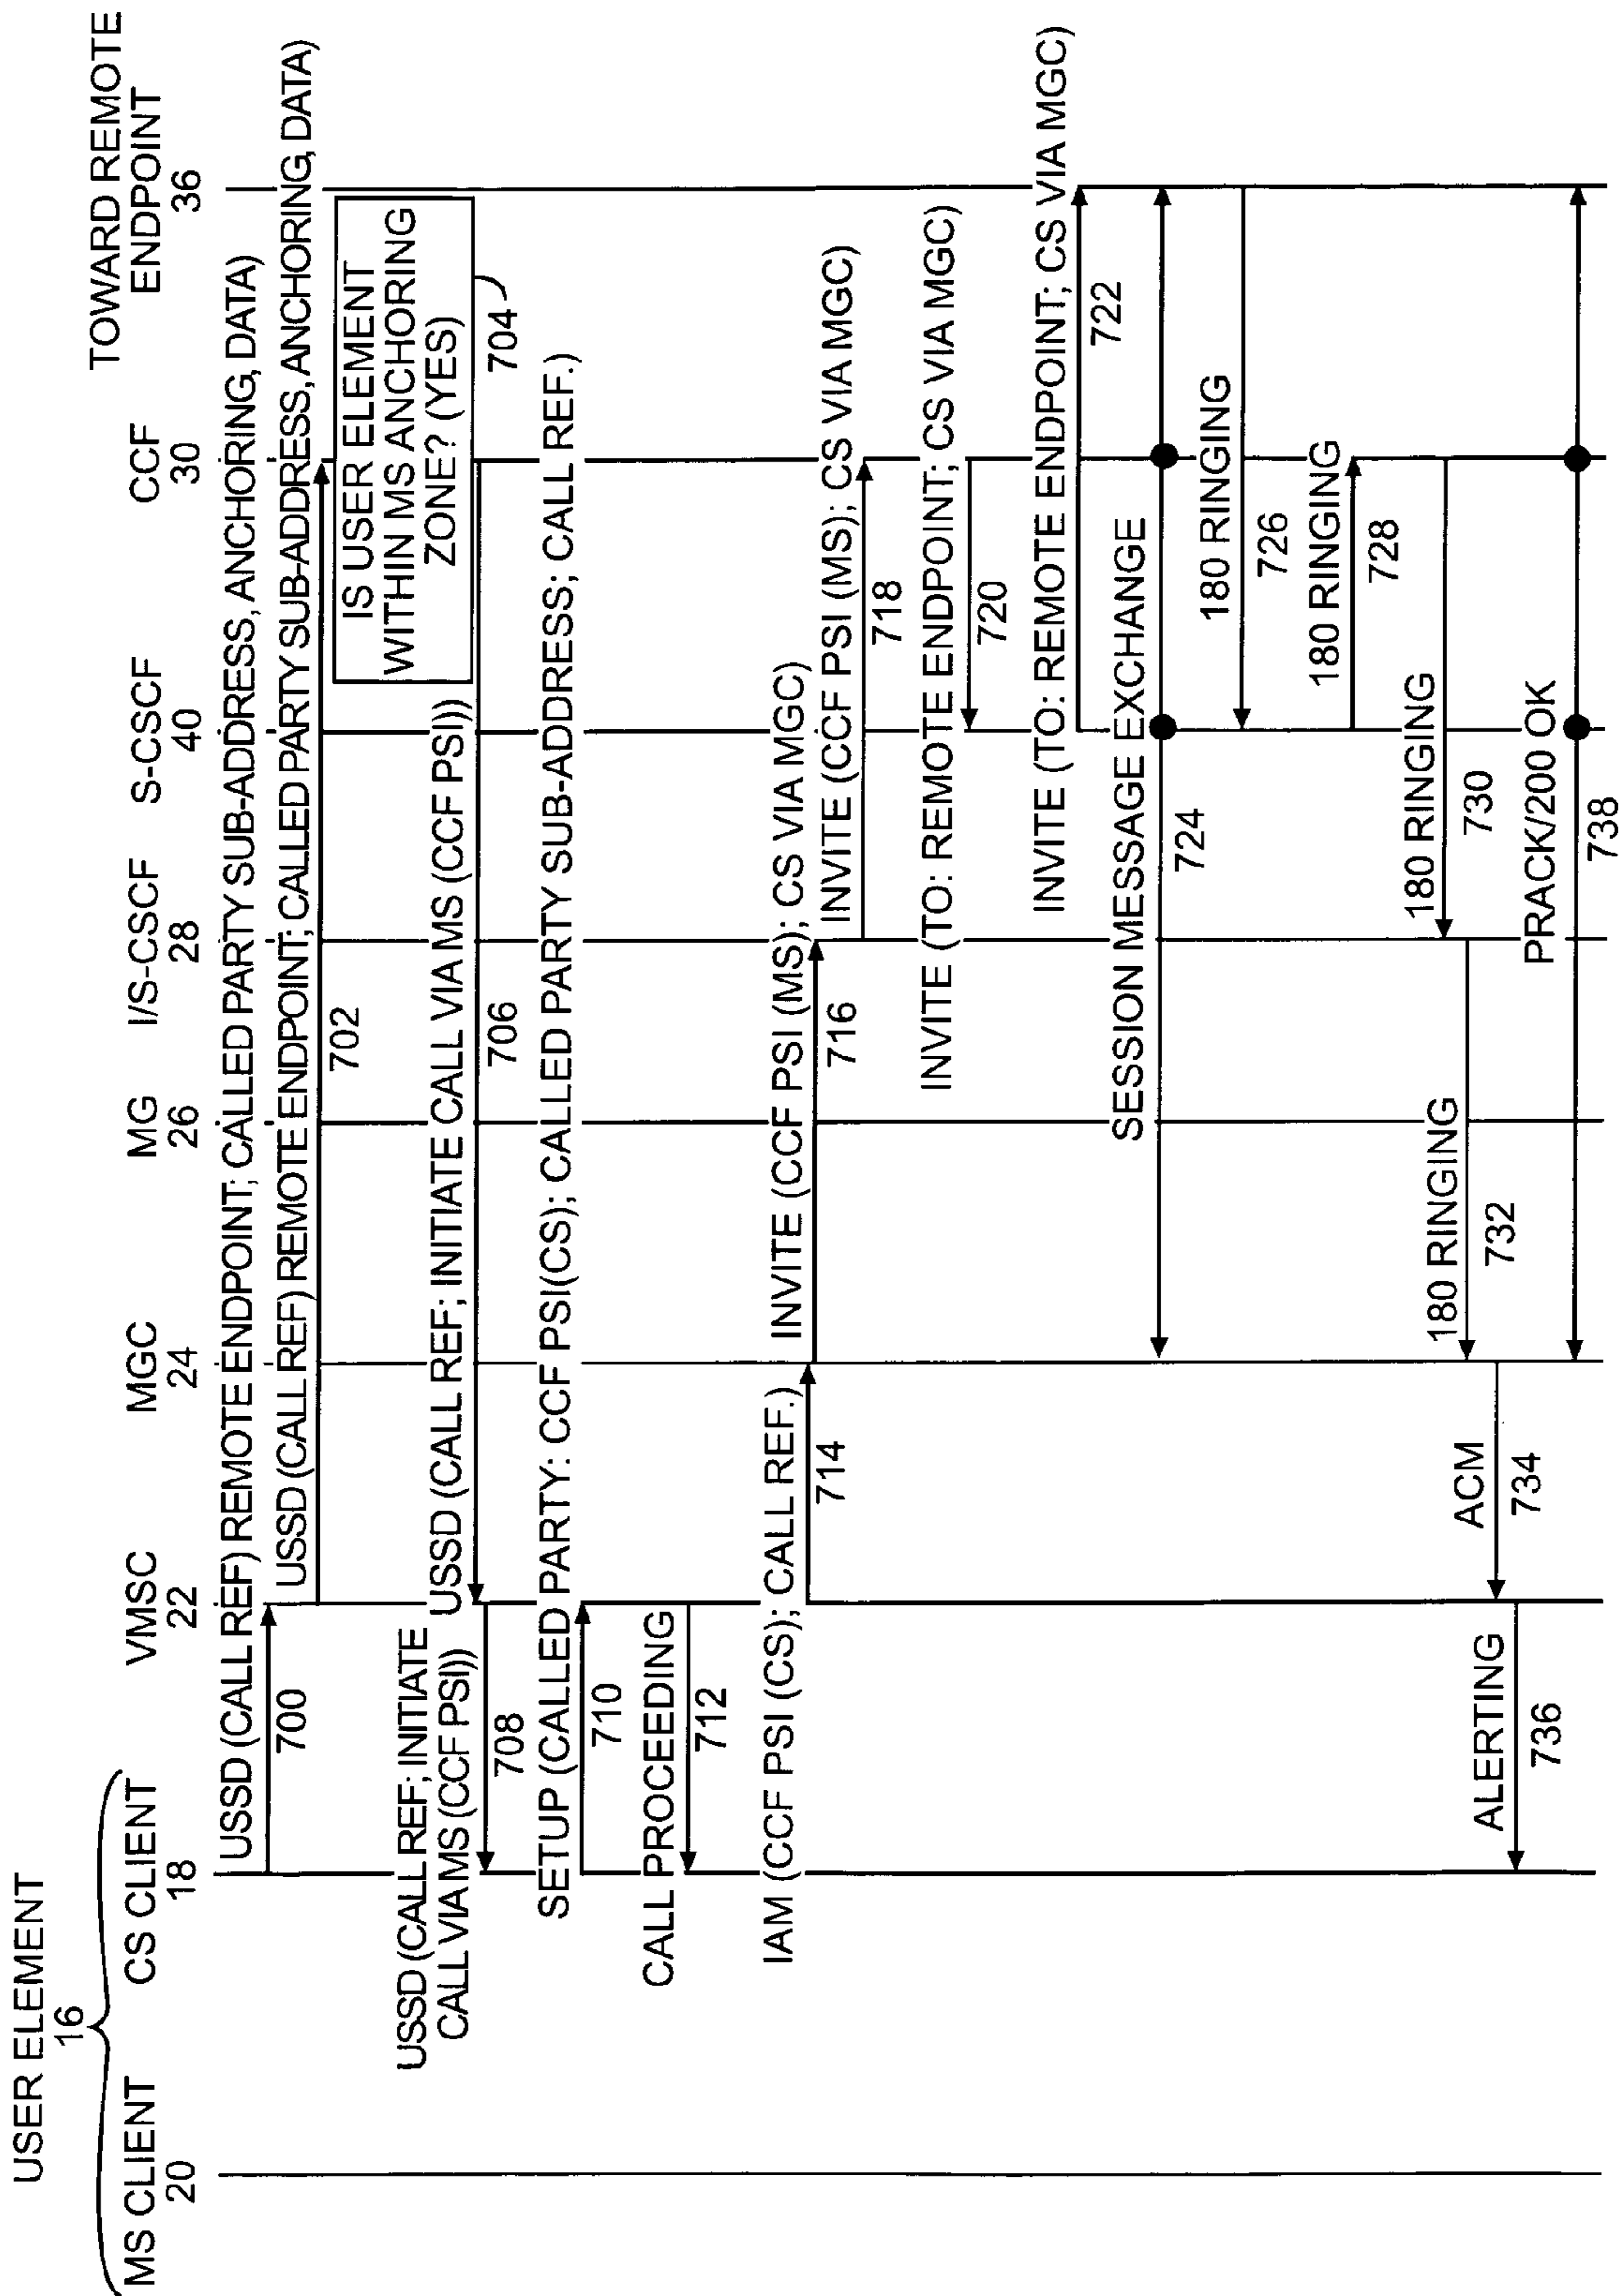 USER ELEMENT
16
MS CLIENT
20
CS CLIENT
18
VMSC
22
MGC
24
MG
26
I/S-CSCF
28
S-CSCF
40
CCF
30
TOWARD REMOTE
ENDPOINT
36
USSD (CALL REF) REMOTE ENDPOINT; CALLED PARTY SUB-ADDRESS, ANCHORING, DATA)
700
USSD (CALL REF) REMOTE ENDPOINT; CALLED PARTY SUB-ADDRESS, ANCHORING, DATA)
702
IS USER ELEMENT
WITHIN MS ANCHORING
ZONE? (YES)
704
USSD (CALL REF; INITIATE CALL VIA MS (CCF PSI))
706
USSD (CALL REF; INITIATE
CALL VIA MS (CCF PSI))
708
SETUP (CALLED PARTY: CCF PSI(CS); CALLED PARTY SUB-ADDRESS; CALL REF.)
710
CALL PROCEEDING
712
IAM (CCF PSI (CS); CALL REF.)
714
INVITE (CCF PSI (MS); CS VIA MGC)
716
INVITE (CCF PSI (MS); CS VIA MGC)
718
INVITE (TO: REMOTE ENDPOINT; CS VIA MGC)
720
INVITE (TO: REMOTE ENDPOINT; CS VIA MGC)
722
SESSION MESSAGE EXCHANGE
724
180 RINGING
726
180 RINGING
728
180 RINGING
730
180 RINGING
732
ACM
734
ALERTING
736
PRACK/200 OK
738